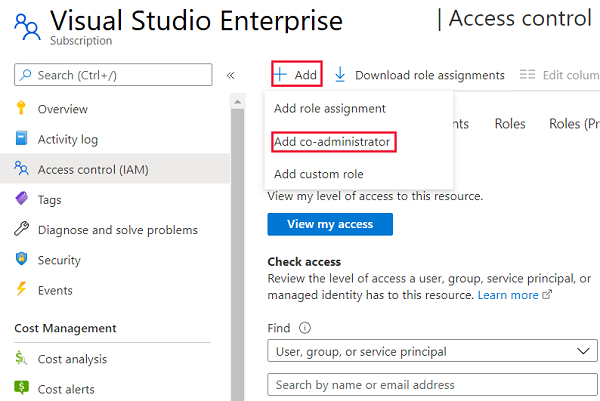 Visual Studio Enterprise | Access control
Subscription
Search (Ctrl+/) « + Add Download role assignments Edit colum
Overview
Activity log
Access control (IAM)
Tags
Diagnose and solve problems
Security
Events
Cost Management
Cost analysis
Cost alerts
Add role assignment
Add co-administrator
Add custom role
nts Roles Roles (Pr
View my level of access to this resource.
View my access
Check access
Review the level of access a user, group, service principal, or
managed identity has to this resource. Learn more
Find
User, group, or service principal
Search by name or email address